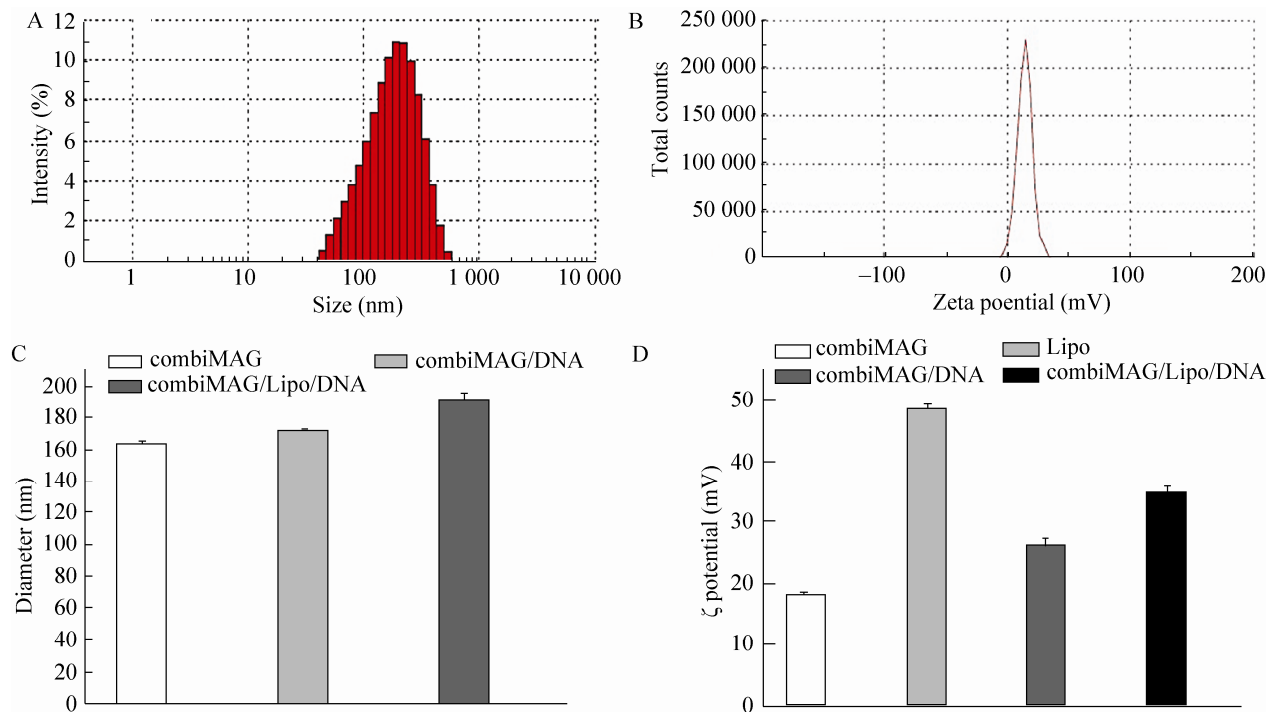 A
12
10
8
6
4
2
0
Intensity (%)
1
10
100
1 000
10 000
Size (nm)
B
250 000
200 000
150 000
100 000
50 000
0
Total counts
–100
0
100
200
Zeta poential (mV)
C
combiMAG
combiMAG/DNA
combiMAG/Lipo/DNA
200
180
160
140
120
100
80
60
40
20
0
Diameter (nm)
D
combiMAG
Lipo
combiMAG/DNA
combiMAG/Lipo/DNA
50
40
30
20
10
0
ζ potential (mV)